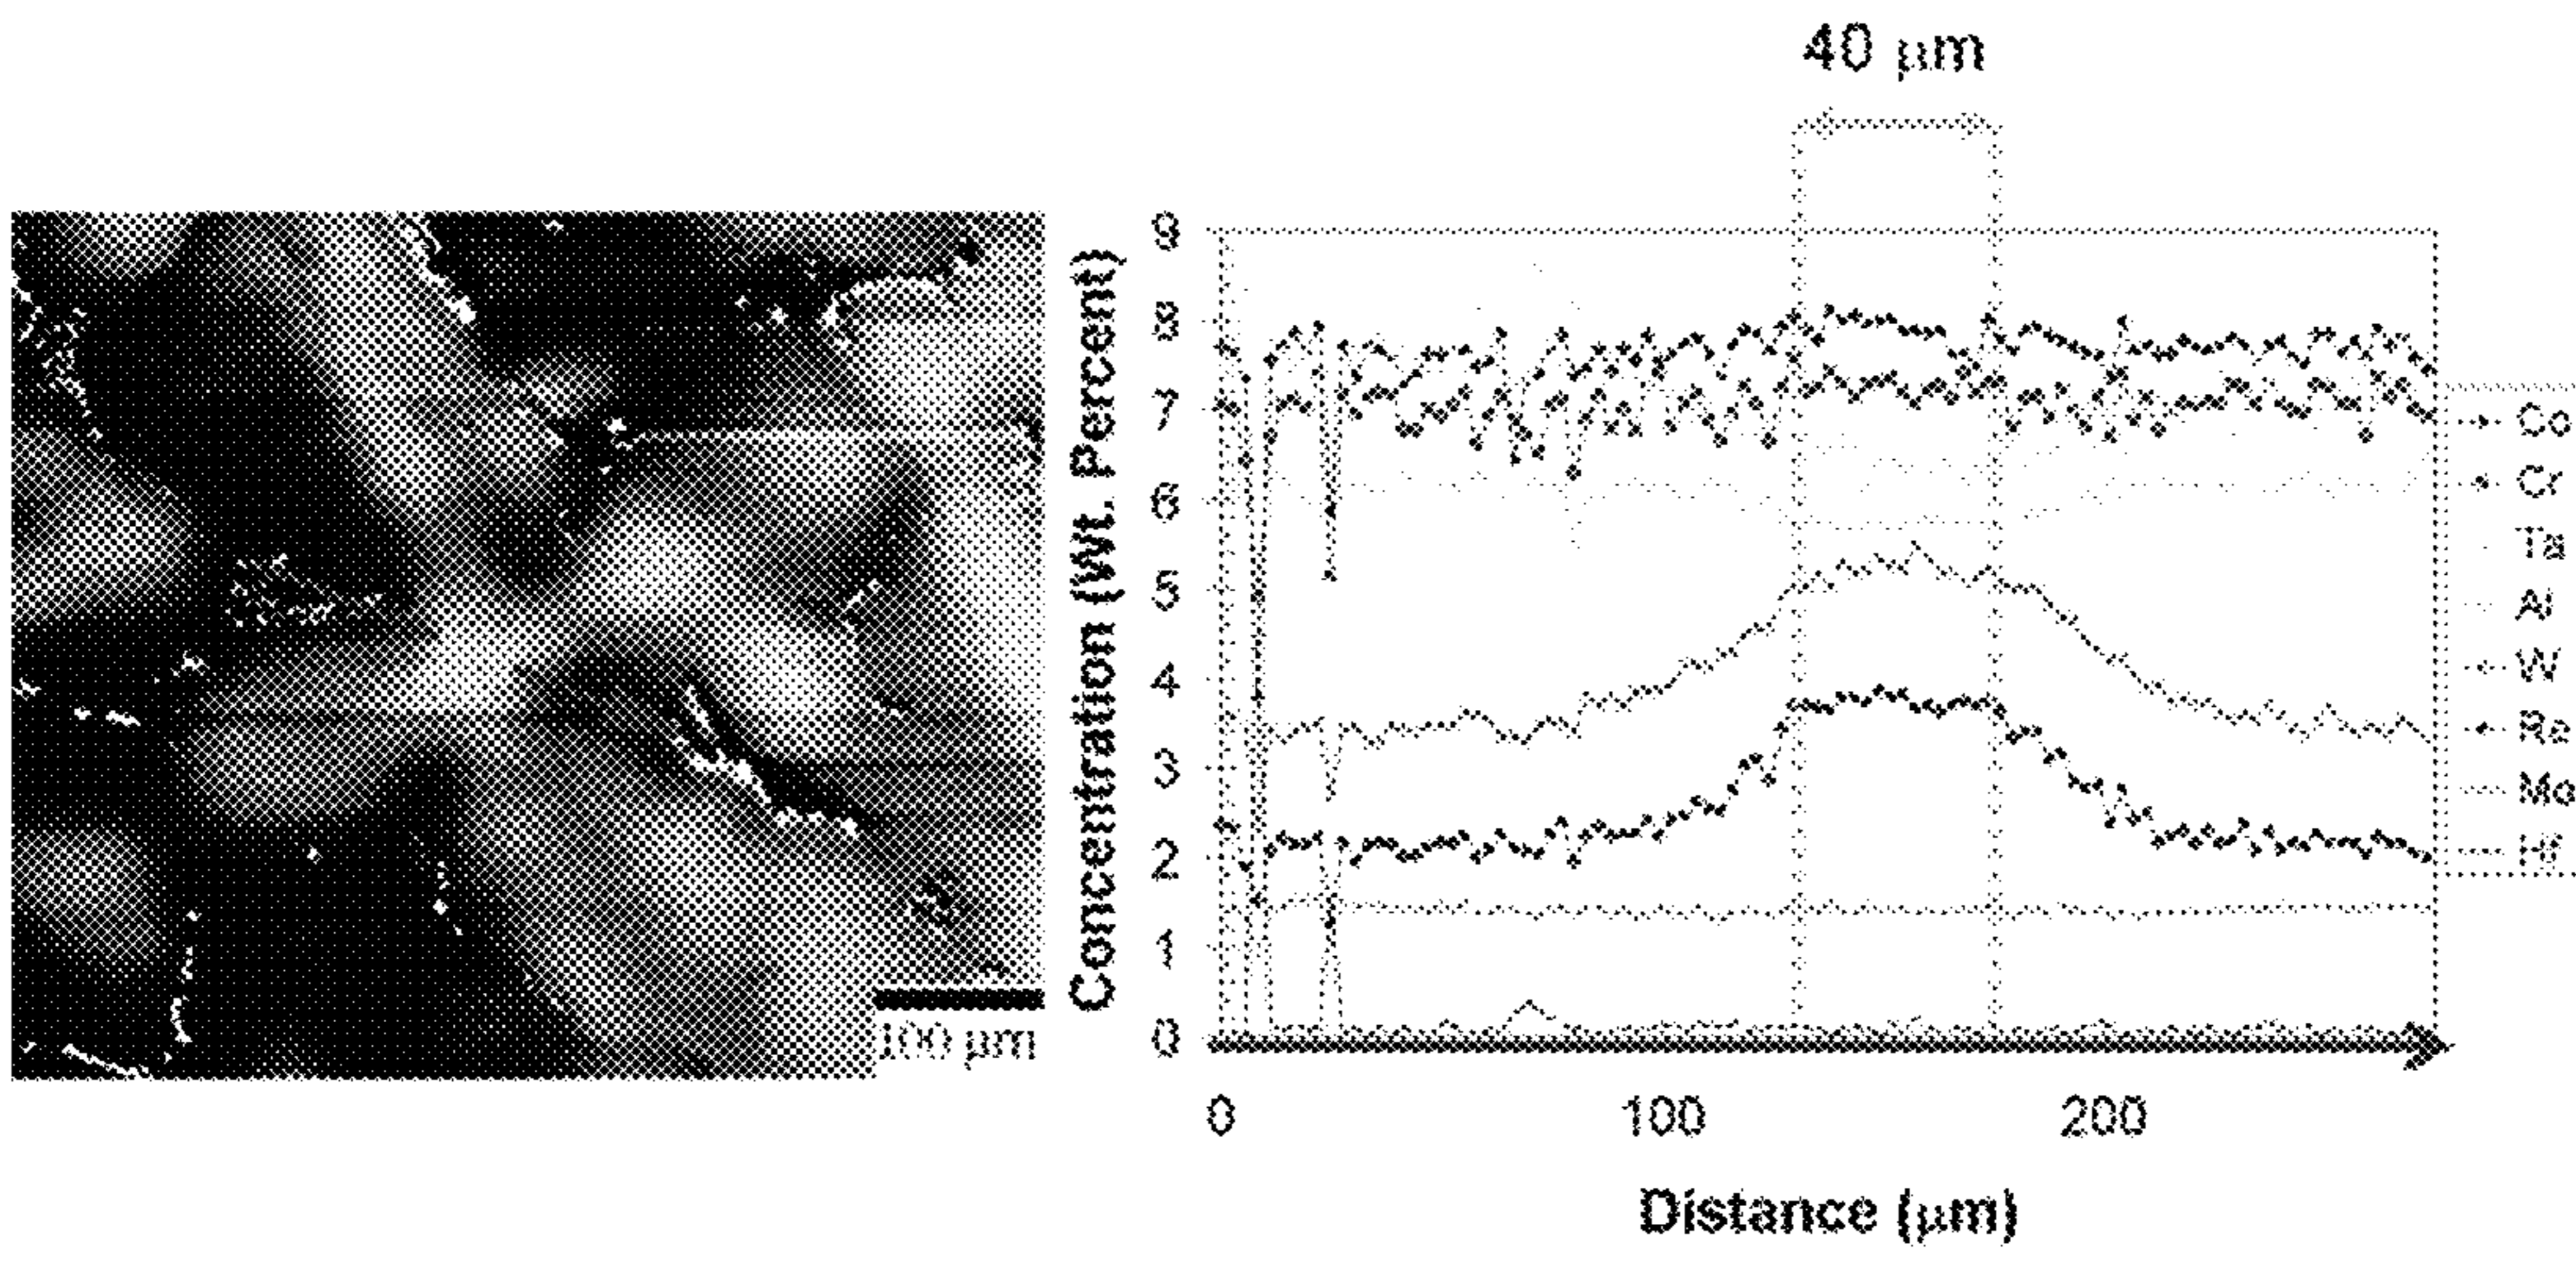 40 μm
Concentration (Wt. Percent)
9
8
7
6
5
4
3
2
1
0
0 100 200
Distance (μm)
Co
Cr
Ta
Al
W
Re
Mo
Hf
100 μm